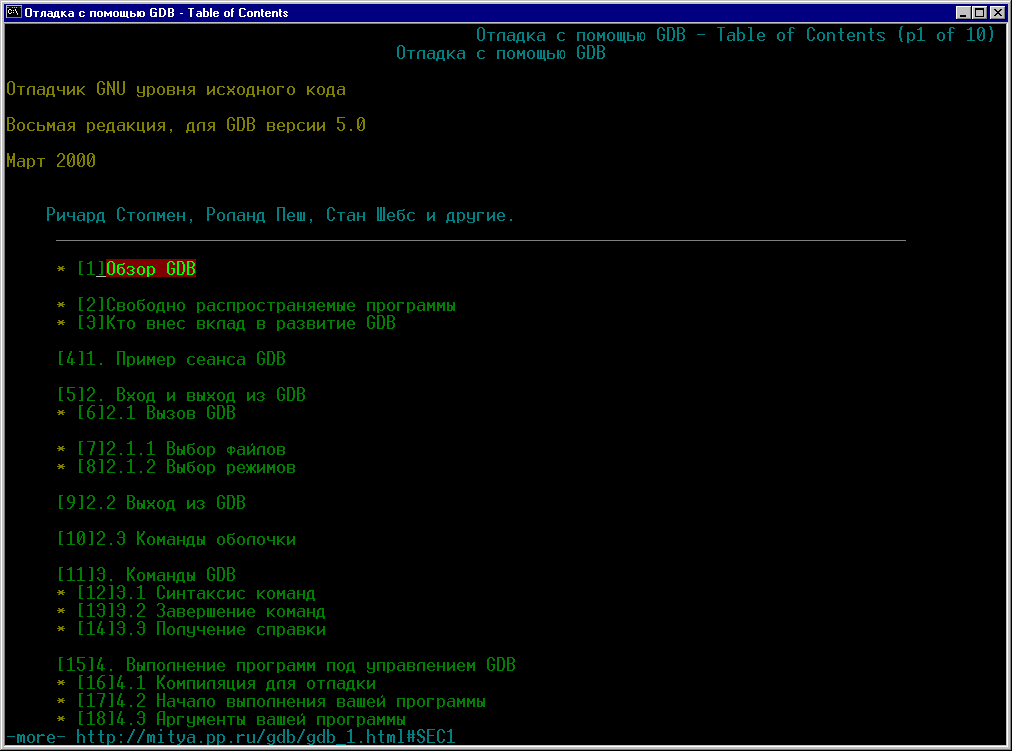 Отладка с помощью GDB - Table of Contents
Отладка с помощью GDB - Table of Contents (p1 of 10)
Отладка с помощью GDB
Отладчик GNU уровня исходного кода
Восьмая редакция, для GDB версии 5.0
Март 2000
Ричард Столмен, Роланд Пеш, Стан Шебс и другие.
* [1]Обзор GDB
* [2]Свободно распространяемые программы
* [3]Кто внес вклад в развитие GDB
[4]1. Пример сеанса GDB
[5]2. Вход и выход из GDB
* [6]2.1 Вызов GDB
* [7]2.1.1 Выбор файлов
* [8]2.1.2 Выбор режимов
[9]2.2 Выход из GDB
[10]2.3 Команды оболочки
[11]3. Команды GDB
* [12]3.1 Синтаксис команд
* [13]3.2 Завершение команд
* [14]3.3 Получение справки
[15]4. Выполнение программ под управлением GDB
* [16]4.1 Компиляция для отладки
* [17]4.2 Начало выполнения вашей программы
* [18]4.3 Аргументы вашей программы
-more- http://mitya.pp.ru/gdb/gdb_1.html#SEC1